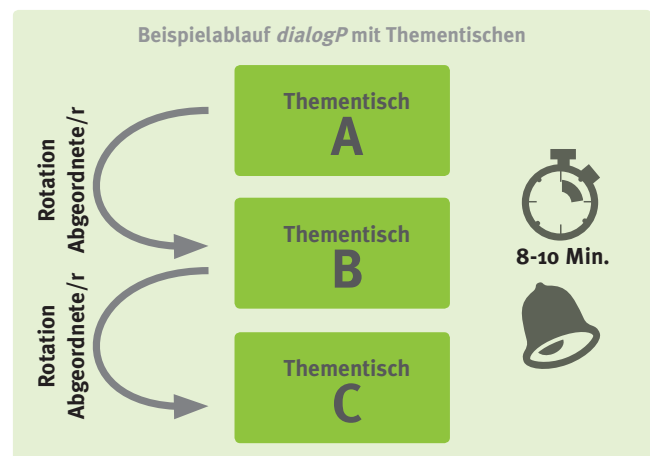 Beispielablauf dialogP mit Thementischen
Thementisch
A
Rotation
Abgeordnete/r
Thementisch
B
8-10 Min.
Rotation
Abgeordnete/r
Thementisch
C